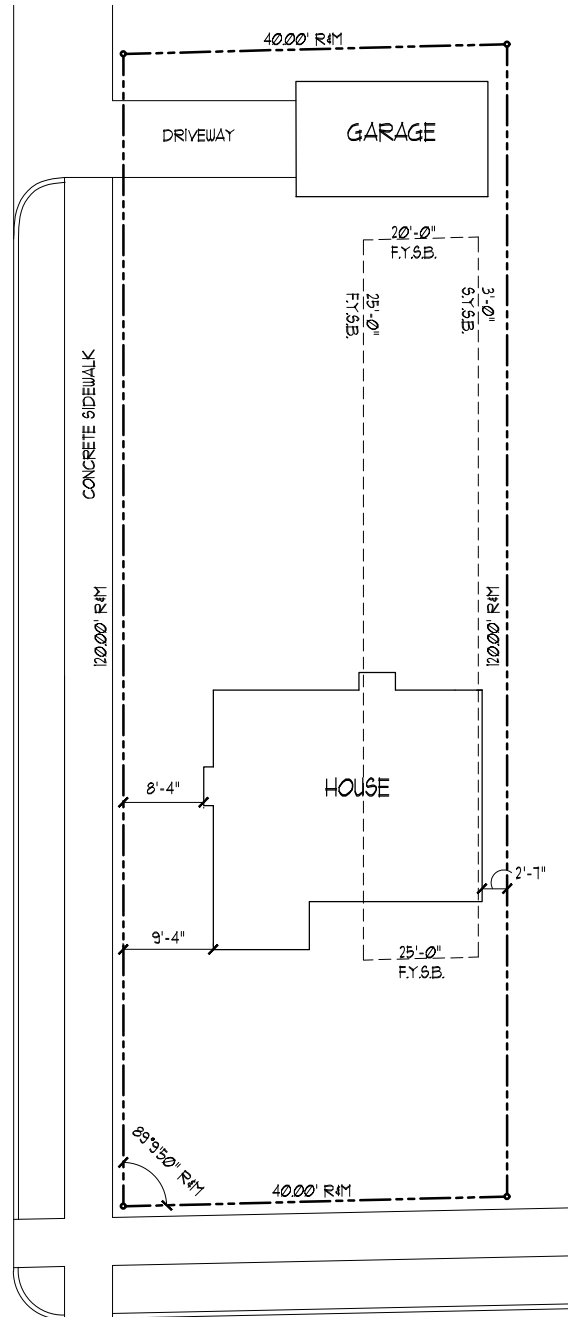 40.00' R&M
DRIVEWAY
GARAGE
20'-0"
F.Y.S.B.
25'-0"
F.Y.S.B.
3'-0"
S.Y.S.B.
CONCRETE SIDEWALK
120.00' R&M
120.00' R&M
8'-4"
HOUSE
2'-7"
9'-4"
25'-0"
F.Y.S.B.
89°9'50" R&M
40.00' R&M